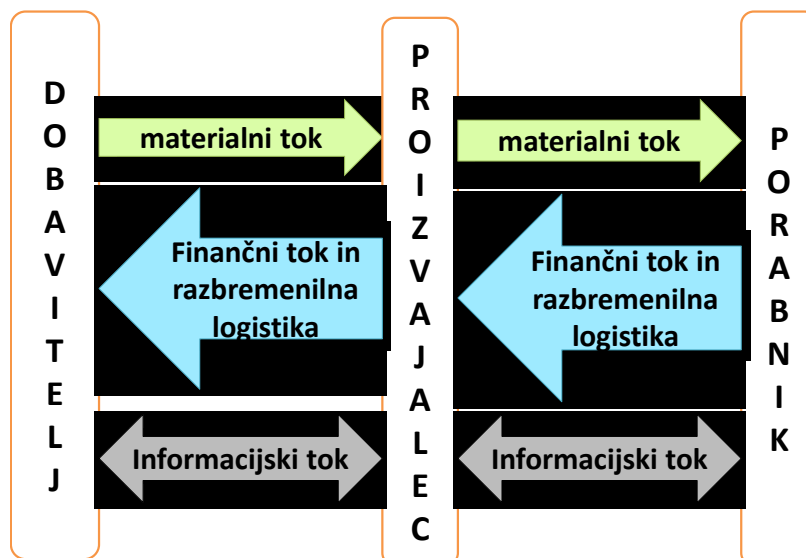 DOBAVITELJ
materialni tok
Finančni tok in
razbremenilna
logistika
Informacijski tok
PROIZVAJALEC
materialni tok
Finančni tok in
razbremenilna
logistika
Informacijski tok
PORABNIK